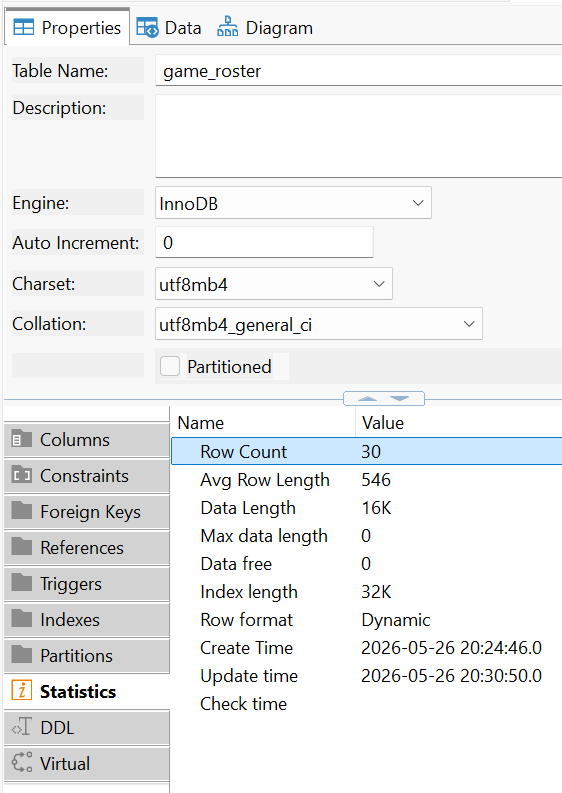 Properties Data Diagram
Table Name: game_roster
Description:
Engine: InnoDB
Auto Increment: 0
Charset: utf8mb4
Collation: utf8mb4_general_ci
Partitioned
Columns
Constraints
Foreign Keys
References
Triggers
Indexes
Partitions
Statistics
DDL
Virtual
Name Value
Row Count 30
Avg Row Length 546
Data Length 16K
Max data length 0
Data free 0
Index length 32K
Row format Dynamic
Create Time 2026-05-26 20:24:46.0
Update time 2026-05-26 20:30:50.0
Check time